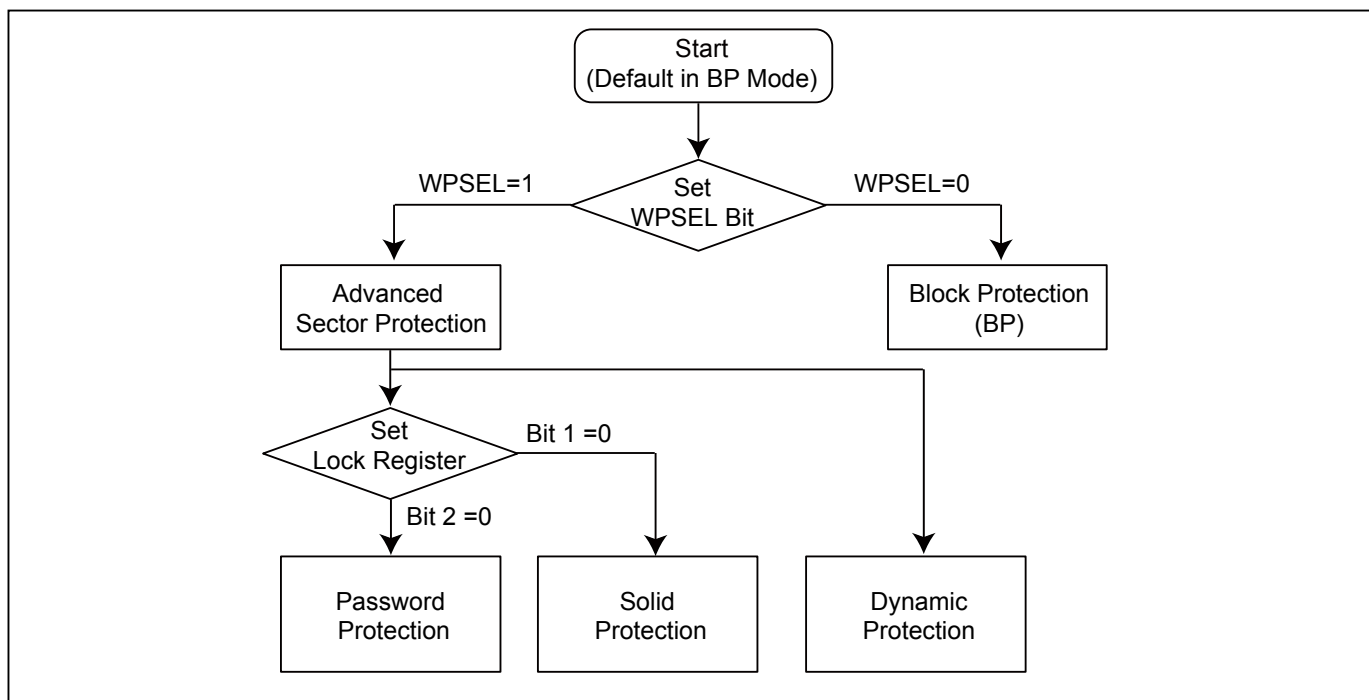 Start
(Default in BP Mode)
WPSEL=1
Set
WPSEL Bit
WPSEL=0
Advanced
Sector Protection
Block Protection
(BP)
Set
Lock Register
Bit 1 =0
Bit 2 =0
Password
Protection
Solid
Protection
Dynamic
Protection